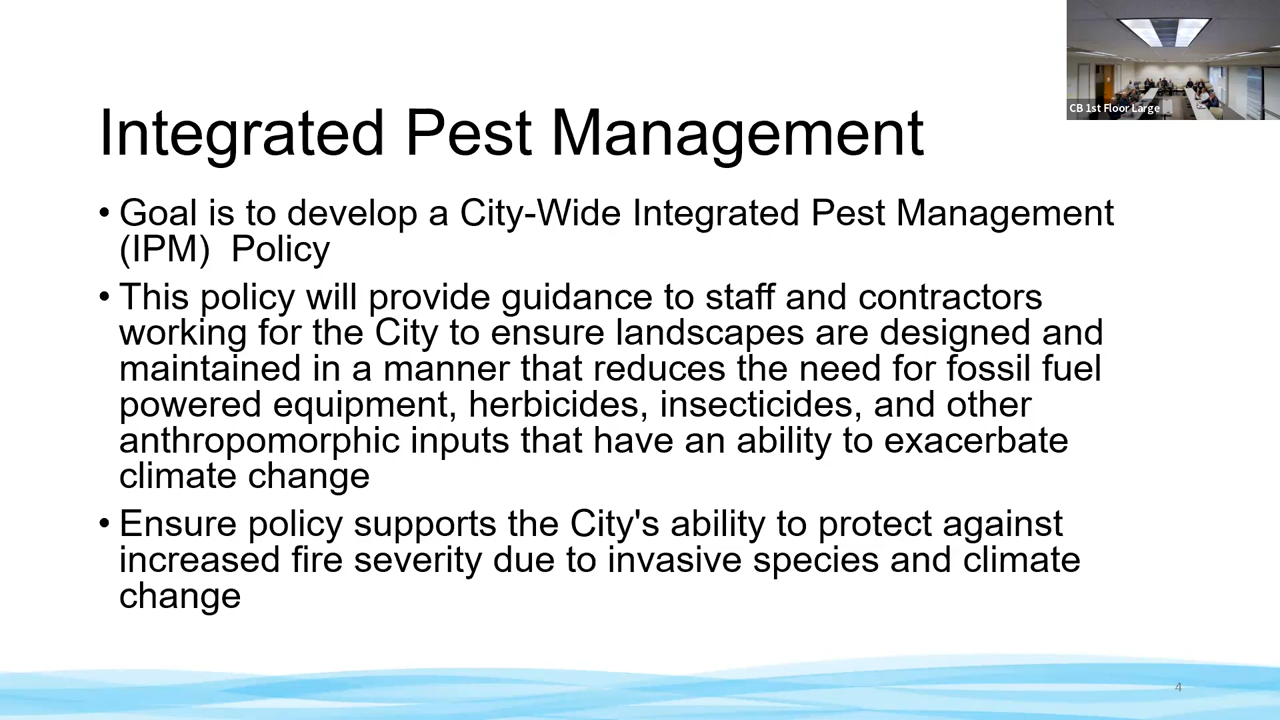 CB 1st Floor Large
Integrated Pest Management
• Goal is to develop a City-Wide Integrated Pest Management
(IPM)  Policy
• This policy will provide guidance to staff and contractors
working for the City to ensure landscapes are designed and
maintained in a manner that reduces the need for fossil fuel
powered equipment, herbicides, insecticides, and other
anthropomorphic inputs that have an ability to exacerbate
climate change
• Ensure policy supports the City's ability to protect against
increased fire severity due to invasive species and climate
change
4